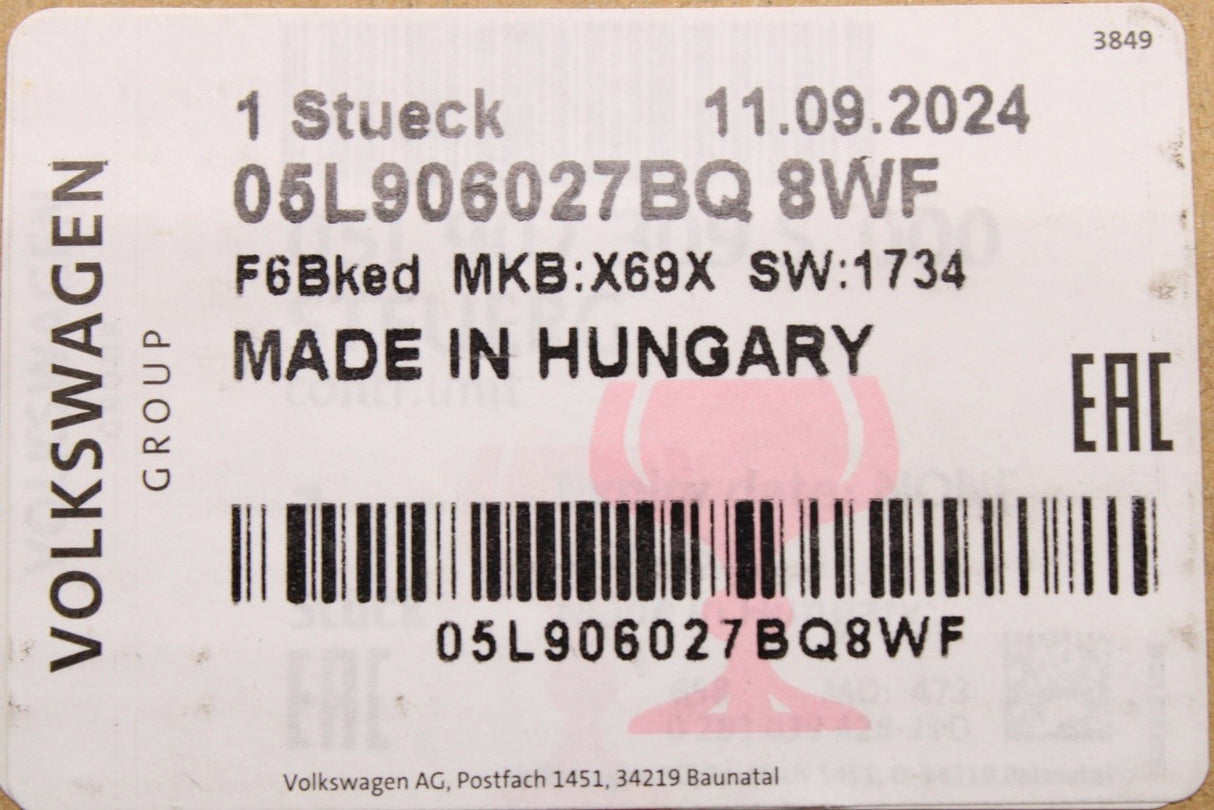 3849
1 Stueck 11.09.2024
05L906027BQ 8WF
F6Bked MKB:X69X SW:1734
MADE IN HUNGARY
VOLKSWAGEN
GROUP
EAC
05L906027BQ8WF
Volkswagen AG, Postfach 1451, 34219 Baunatal